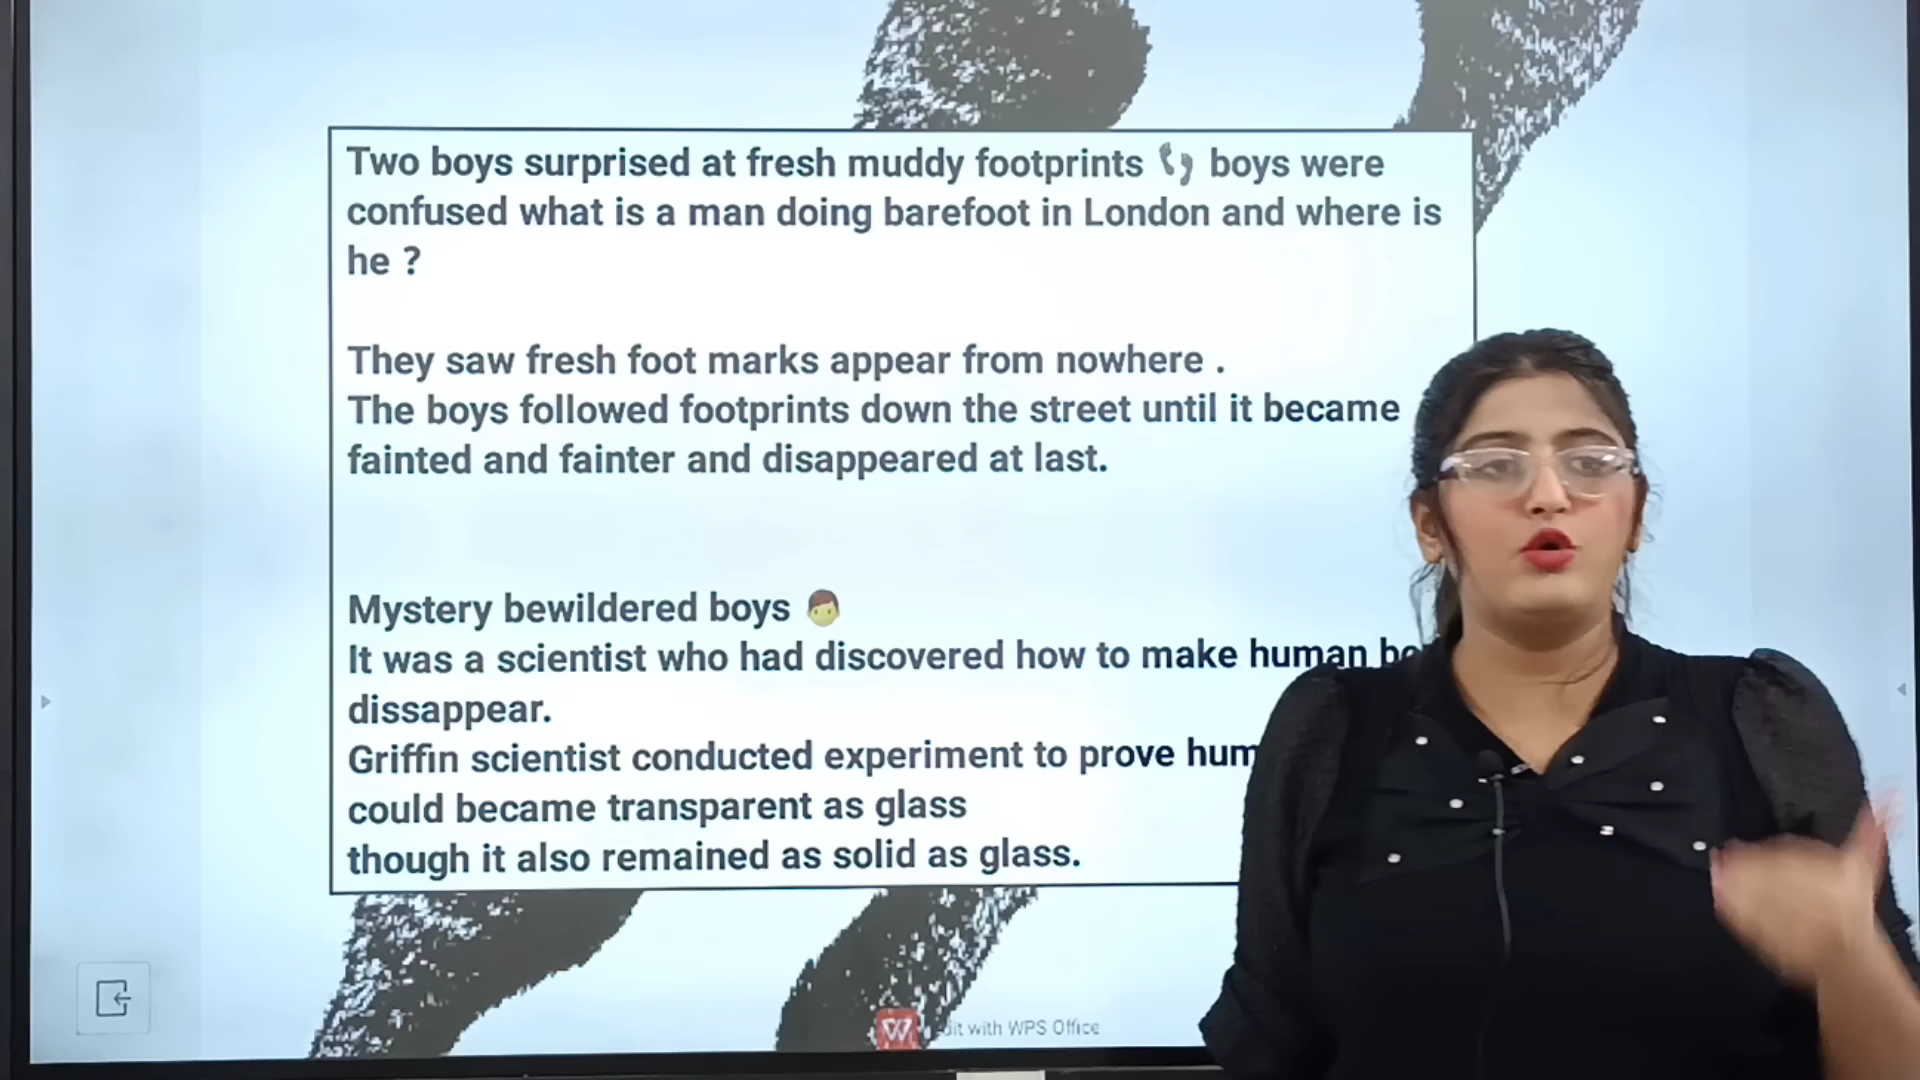 Two boys surprised at fresh muddy footprints 👣 boys were
confused what is a man doing barefoot in London and where is
he ?
They saw fresh foot marks appear from nowhere .
The boys followed footprints down the street until it became
fainted and fainter and disappeared at last.
Mystery bewildered boys
It was a scientist who had discovered how to make human
dissappear.
Griffin scientist conducted experiment to prove
could became transparent as glass
though it also remained as solid as glass.
with WPS Office